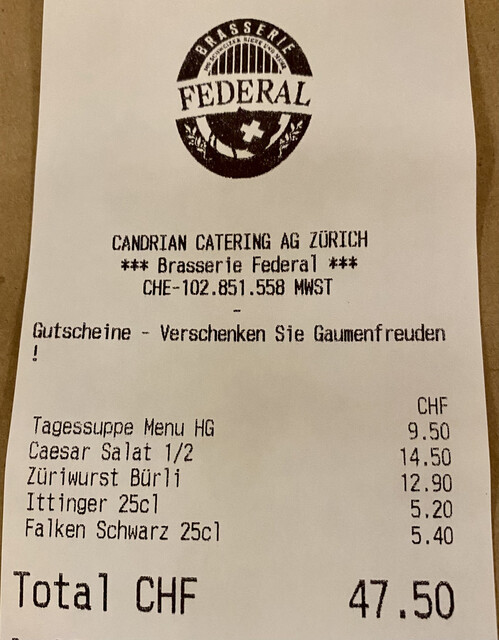 BRASSERIE
FEDERAL
CANDRIAN CATERING AG ZÜRICH
*** Brasserie Federal ***
CHE-102.851.558 MWST
-
Gutscheine - Verschenken Sie Gaumenfreuden
!
CHF
Tagessuppe Menu HG 9.50
Caesar Salat 1/2 14.50
Züriwurst Bürli 12.90
Ittinger 25cl 5.20
Falken Schwarz 25cl 5.40
Total CHF 47.50